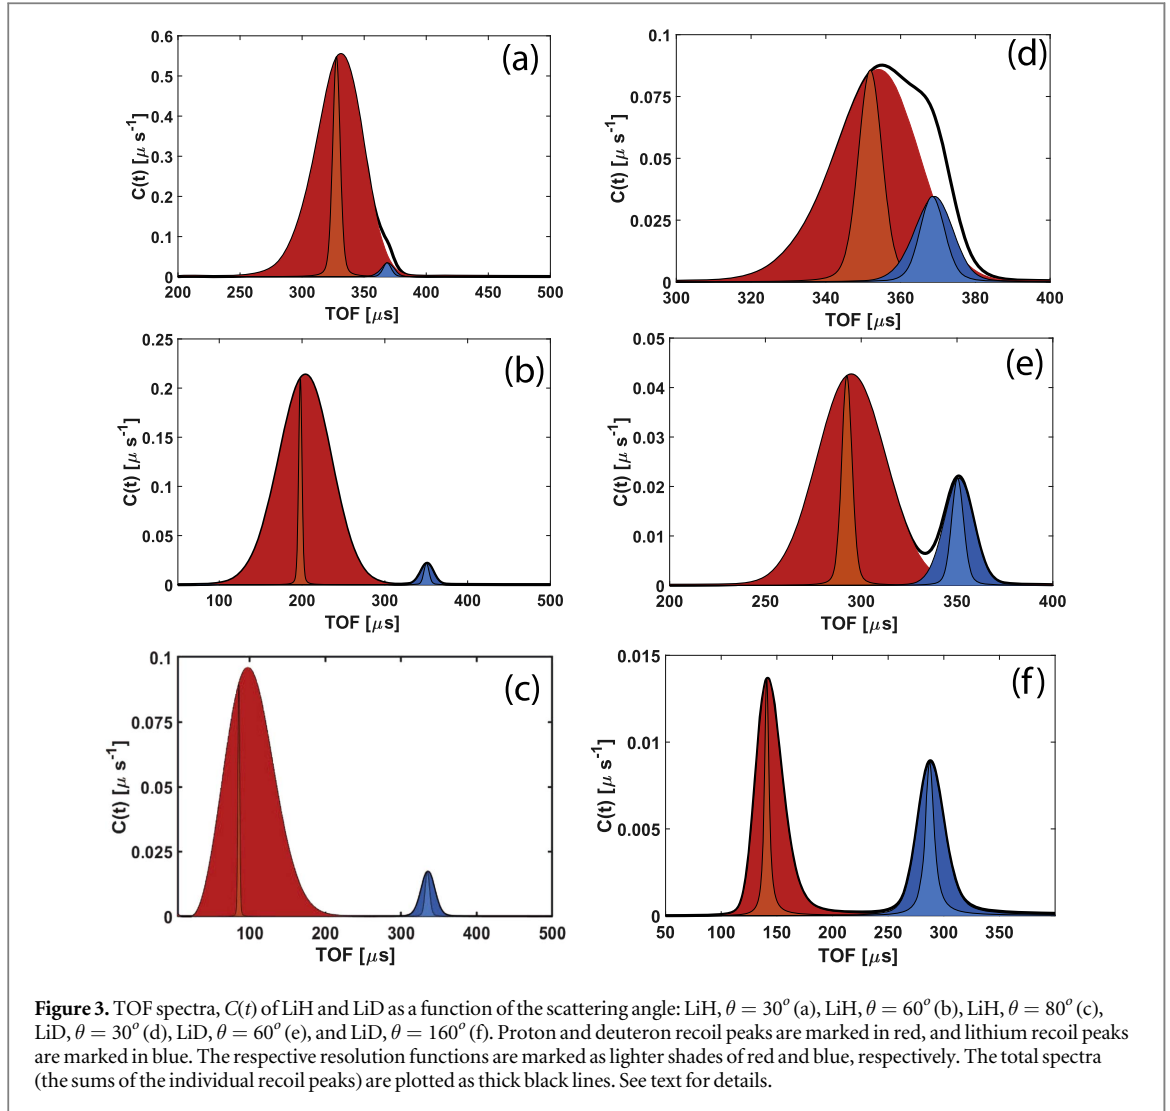 (a)
0.6
0.5
0.4
0.3
0.2
0.1
0
C(t) [μ s⁻¹]
200 250 300 350 400 450 500
TOF [μs]
(d)
0.1
0.075
0.05
0.025
0
C(t) [μ s⁻¹]
300 320 340 360 380 400
TOF [μs]
(b)
0.25
0.2
0.15
0.1
0.05
0
C(t) [μ s⁻¹]
100 200 300 400 500
TOF [μs]
(e)
0.05
0.04
0.03
0.02
0.01
0
C(t) [μ s⁻¹]
200 250 300 350 400
TOF [μs]
(c)
0.1
0.075
0.05
0.025
0
C(t) [μ s⁻¹]
100 200 300 400 500
TOF [μs]
(f)
0.015
0.01
0.005
0
C(t) [μ s⁻¹]
50 100 150 200 250 300 350
TOF [μs]
Figure 3. TOF spectra, C(t) of LiH and LiD as a function of the scattering angle: LiH, θ = 30° (a), LiH, θ = 60° (b), LiH, θ = 80° (c),
LiD, θ = 30° (d), LiD, θ = 60° (e), and LiD, θ = 160° (f). Proton and deuteron recoil peaks are marked in red, and lithium recoil peaks
are marked in blue. The respective resolution functions are marked as lighter shades of red and blue, respectively. The total spectra
(the sums of the individual recoil peaks) are plotted as thick black lines. See text for details.